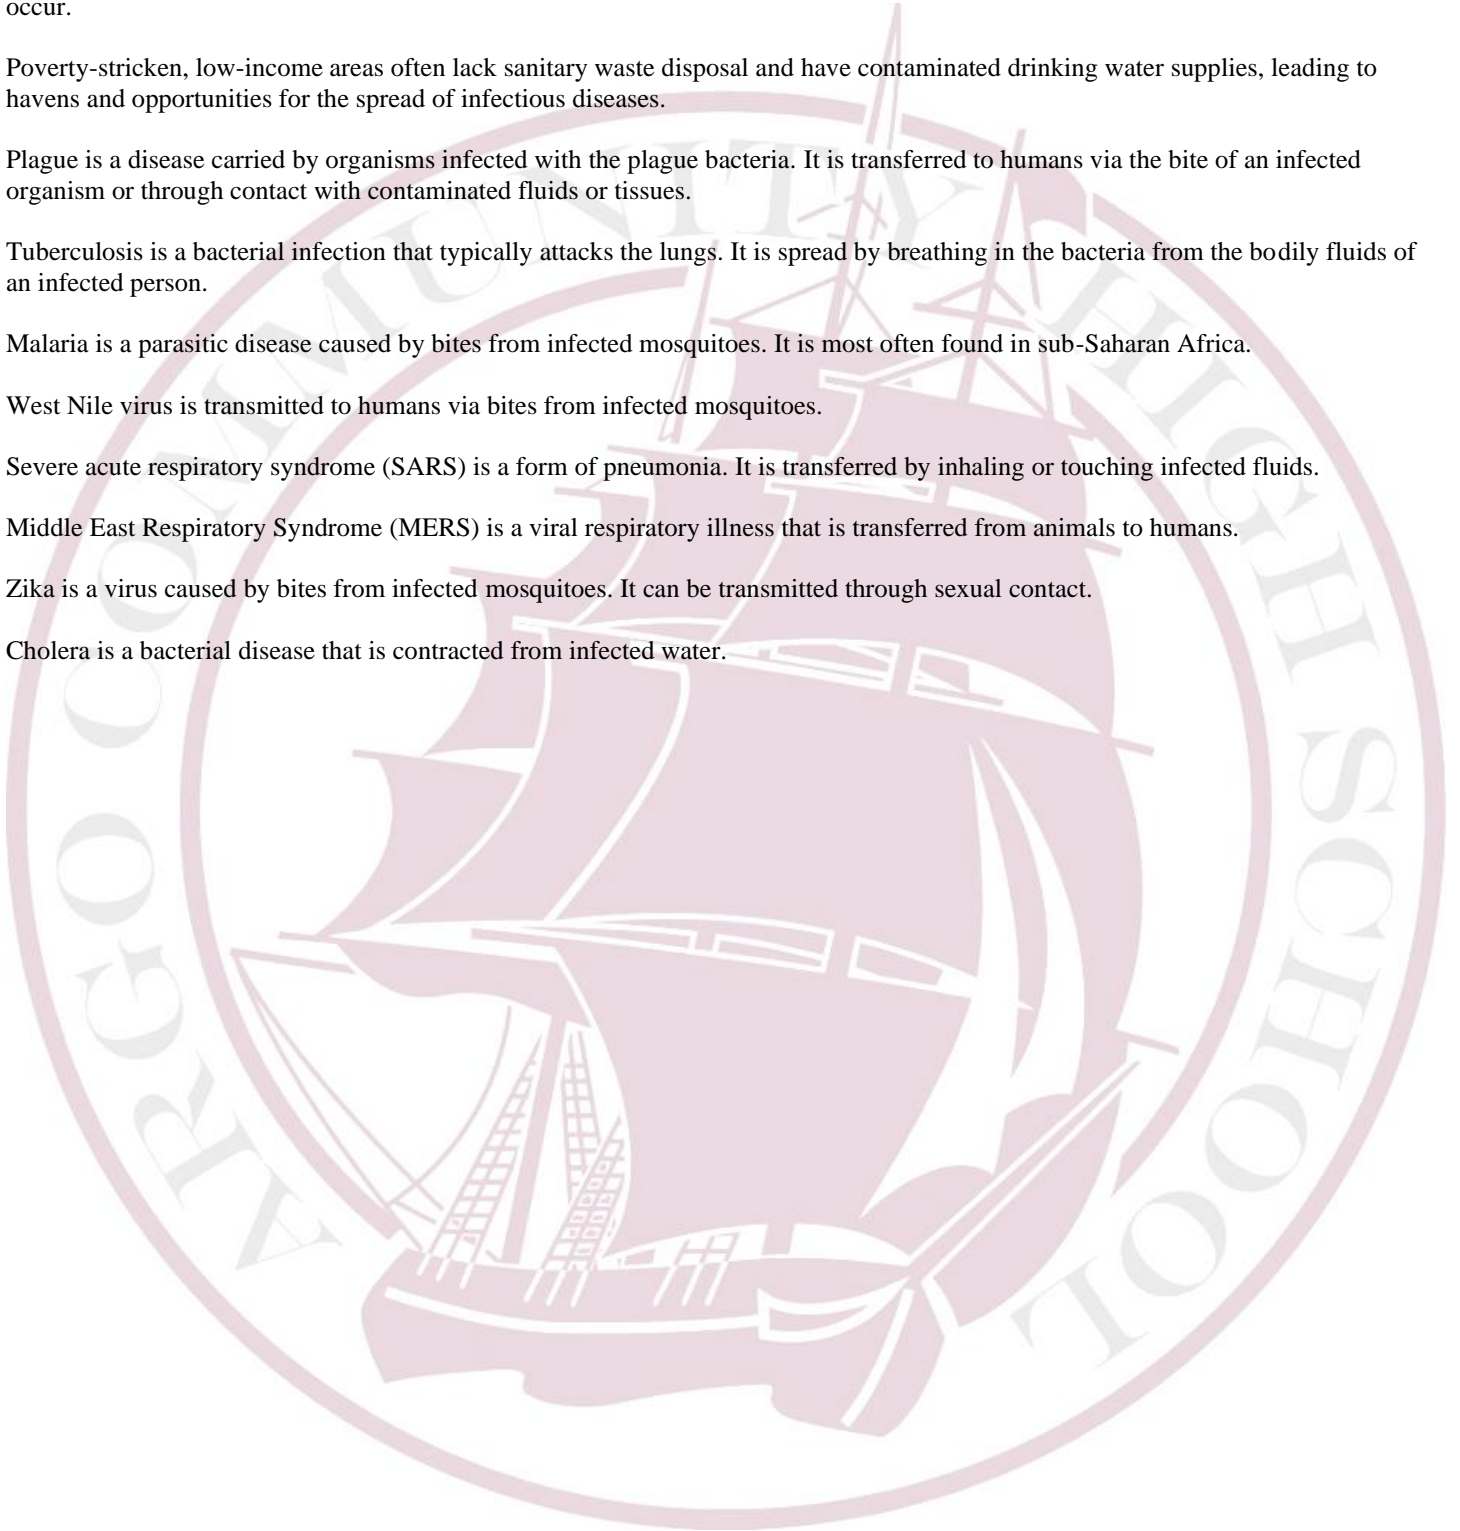 occur.
Poverty-stricken, low-income areas often lack sanitary waste disposal and have contaminated drinking water supplies, leading to
havens and opportunities for the spread of infectious diseases.
Plague is a disease carried by organisms infected with the plague bacteria. It is transferred to humans via the bite of an infected
organism or through contact with contaminated fluids or tissues.
Tuberculosis is a bacterial infection that typically attacks the lungs. It is spread by breathing in the bacteria from the bodily fluids of
an infected person.
Malaria is a parasitic disease caused by bites from infected mosquitoes. It is most often found in sub-Saharan Africa.
West Nile virus is transmitted to humans via bites from infected mosquitoes.
Severe acute respiratory syndrome (SARS) is a form of pneumonia. It is transferred by inhaling or touching infected fluids.
Middle East Respiratory Syndrome (MERS) is a viral respiratory illness that is transferred from animals to humans.
Zika is a virus caused by bites from infected mosquitoes. It can be transmitted through sexual contact.
Cholera is a bacterial disease that is contracted from infected water.
ARGO COMMUNITY HIGH SCHOOL